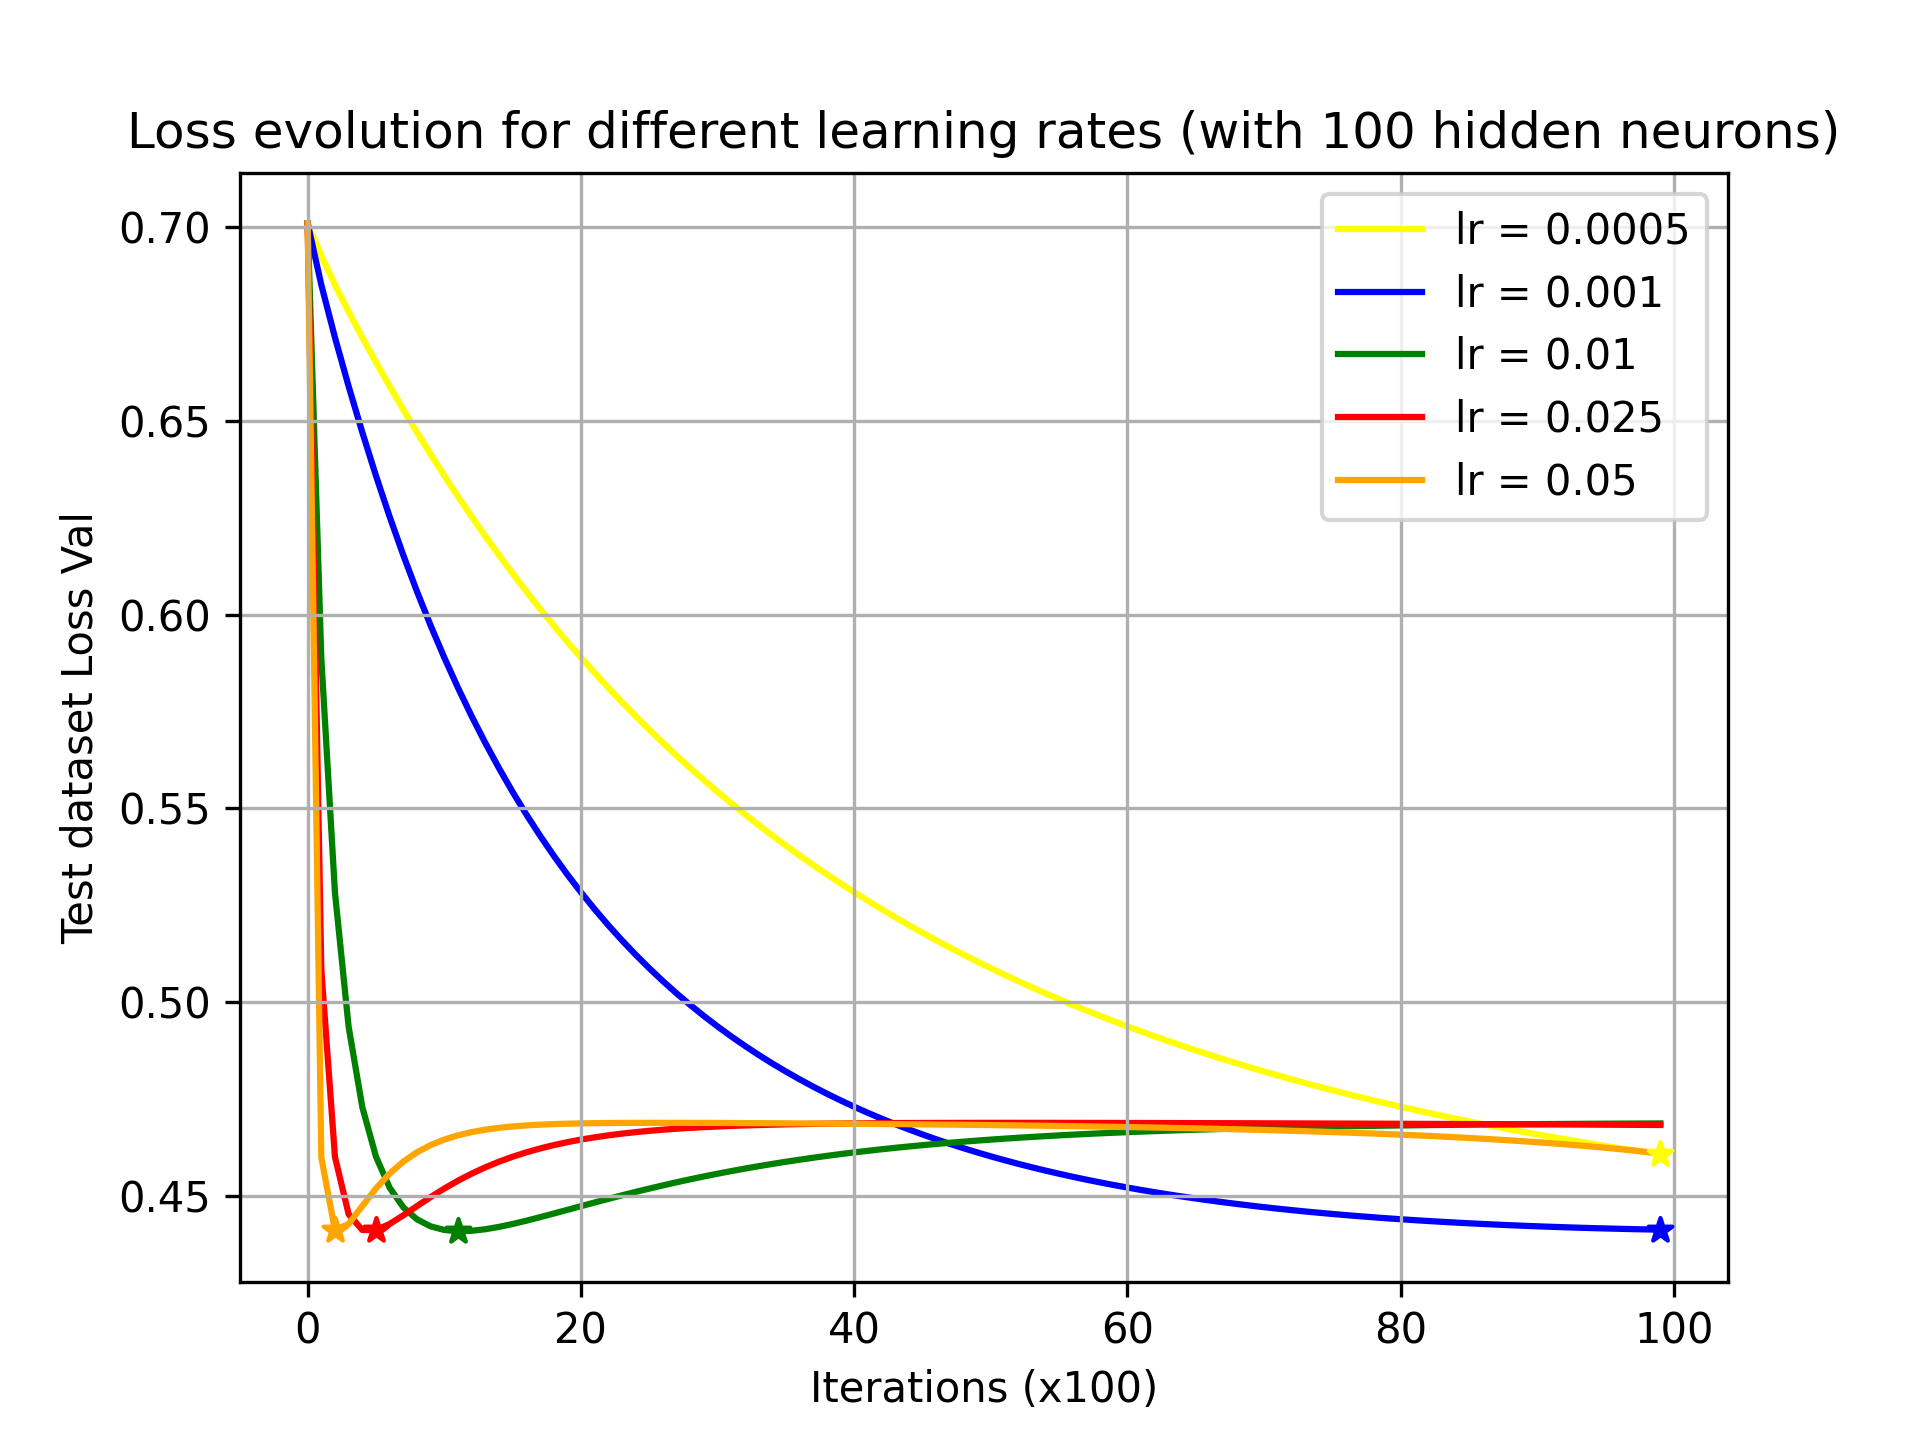 Loss evolution for different learning rates (with 100 hidden neurons)
lr = 0.0005
lr = 0.001
lr = 0.01
lr = 0.025
lr = 0.05
Test dataset Loss Val
0.70
0.65
0.60
0.55
0.50
0.45
0 20 40 60 80 100
Iterations (x100)